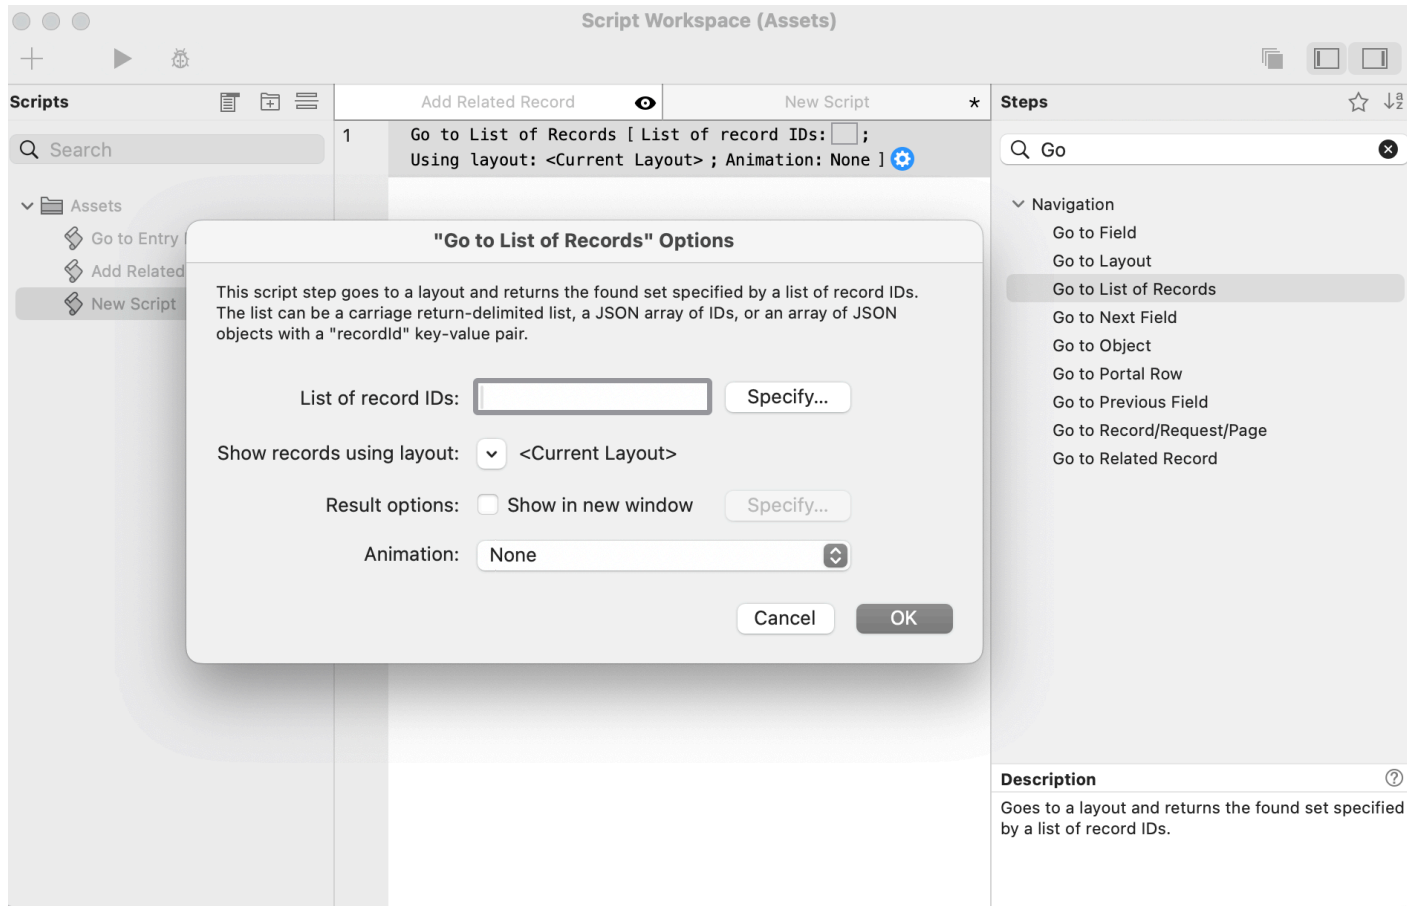 Script Workspace (Assets)
Scripts
Add Related Record
New Script
*
Steps
Search
1
Go to List of Records [ List of record IDs: ;
Using layout: <Current Layout> ; Animation: None ]
Go
Assets
Go to Entry
Add Related
New Script
Navigation
Go to Field
Go to Layout
Go to List of Records
Go to Next Field
Go to Object
Go to Portal Row
Go to Previous Field
Go to Record/Request/Page
Go to Related Record
"Go to List of Records" Options
This script step goes to a layout and returns the found set specified by a list of record IDs.
The list can be a carriage return-delimited list, a JSON array of IDs, or an array of JSON
objects with a "recordId" key-value pair.
List of record IDs:
Specify...
Show records using layout:
<Current Layout>
Result options:
Show in new window
Specify...
Animation:
None
Cancel
OK
Description
Goes to a layout and returns the found set specified
by a list of record IDs.